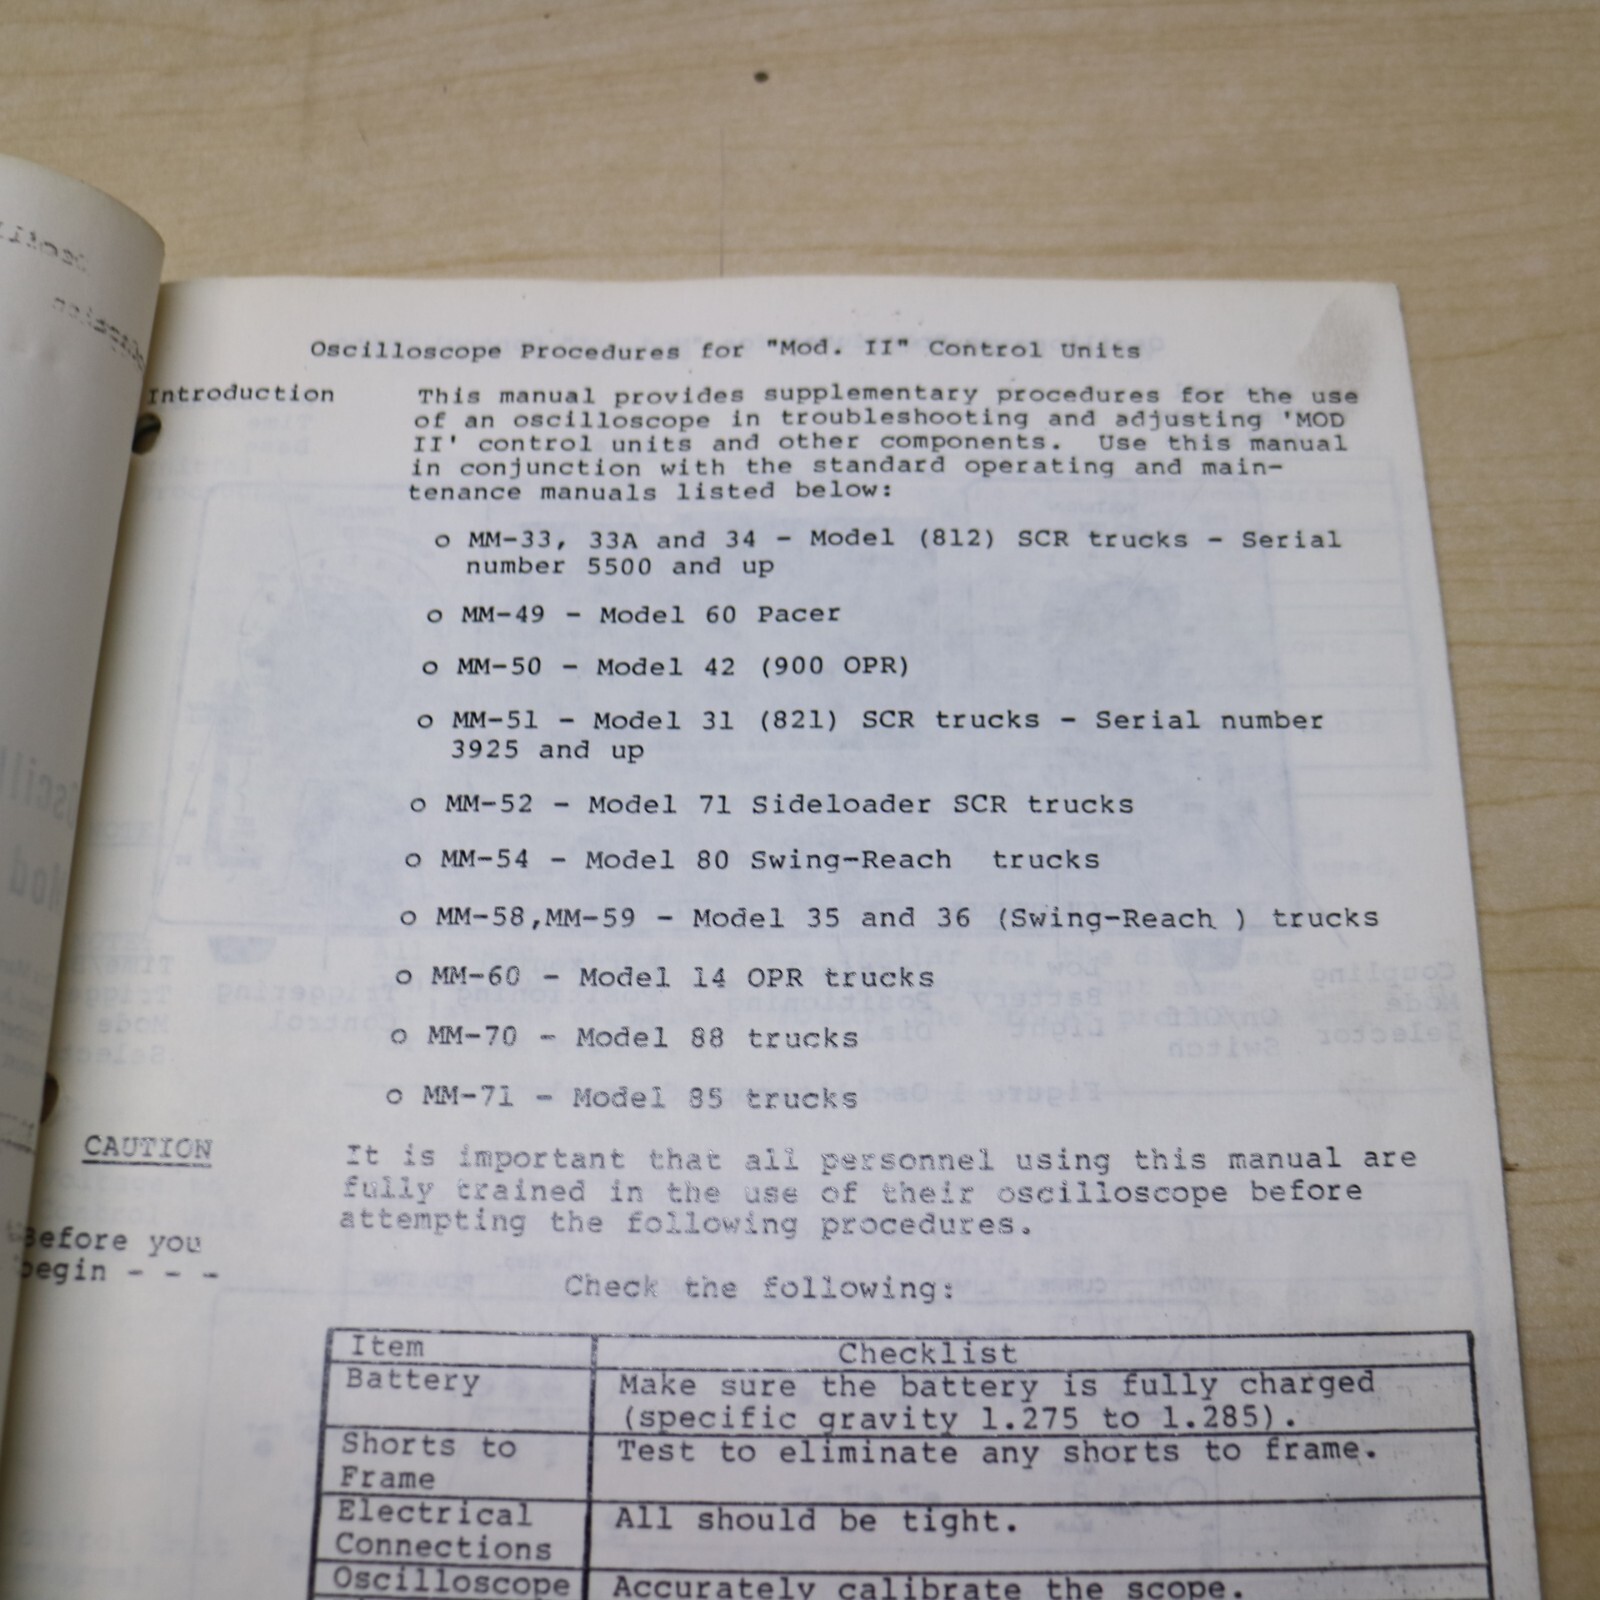 Oscilloscope Procedures for "Mod. II" Control Units
Introduction
This manual provides supplementary procedures for the use
of an oscilloscope in troubleshooting and adjusting 'MOD
II' control units and other components. Use this manual
in conjunction with the standard operating and main-
tenance manuals listed below:
o MM-33, 33A and 34 - Model (812) SCR trucks - Serial
number 5500 and up
o MM-49 - Model 60 Pacer
o MM-50 - Model 42 (900 OPR)
o MM-51 - Model 31 (821) SCR trucks - Serial number
3925 and up
o MM-52 - Model 71 Sideloader SCR trucks
o MM-54 - Model 80 Swing-Reach trucks
o MM-58,MM-59 - Model 35 and 36 (Swing-Reach ) trucks
o MM-60 - Model 14 OPR trucks
o MM-70 - Model 88 trucks
o MM-71 - Model 85 trucks
CAUTION
It is important that all personnel using this manual are
fully trained in the use of their oscilloscope before
attempting the following procedures.
Before you
begin - - -
Check the following:
Item Checklist
Battery Make sure the battery is fully charged
(specific gravity 1.275 to 1.285).
Shorts to Test to eliminate any shorts to frame.
Frame
Electrical All should be tight.
Connections
Oscilloscope Accurately calibrate the scope.